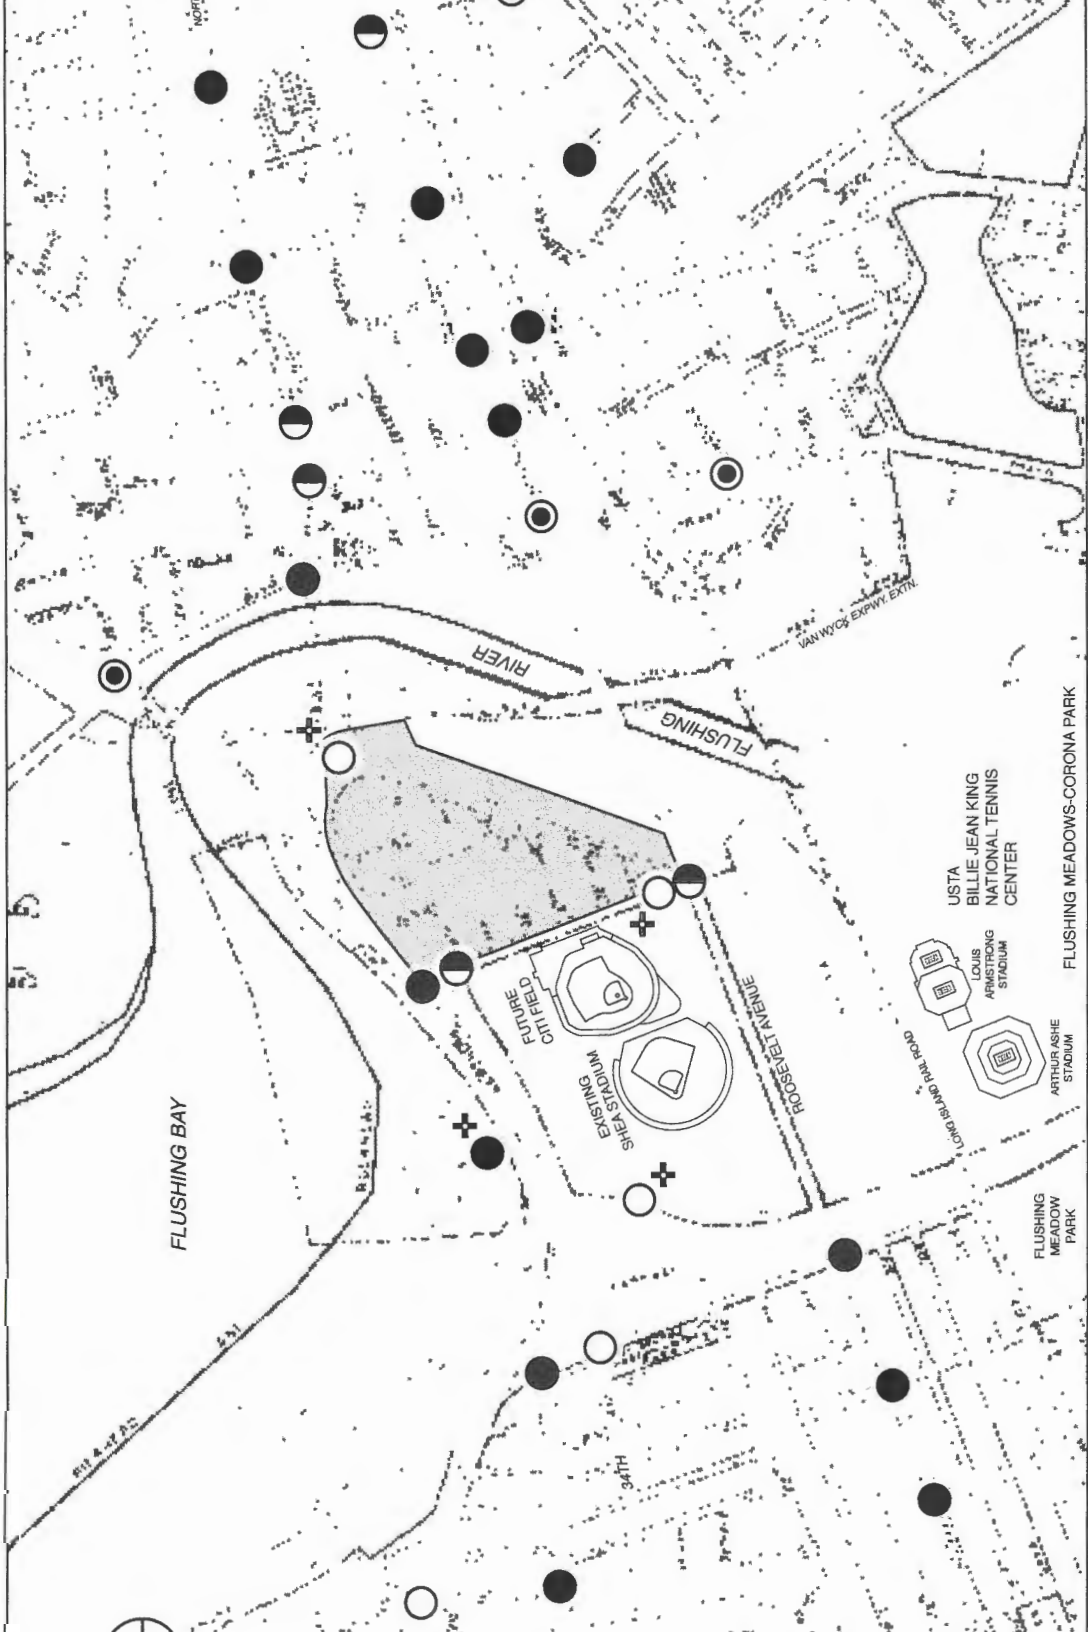 FLUSHING BAY
RIVER
FLUSHING
VAN WYCK EXPWY. EXTN.
FUTURE
CITI FIELD
EXISTING
SHEA STADIUM
ROOSEVELT AVENUE
LONG ISLAND RAIL ROAD
USTA
BILLIE JEAN KING
NATIONAL TENNIS
CENTER
LOUIS
ARMSTRONG
STADIUM
ARTHUR ASHE
STADIUM
FLUSHING MEADOWS-CORONA PARK
FLUSHING
MEADOW
PARK
34TH